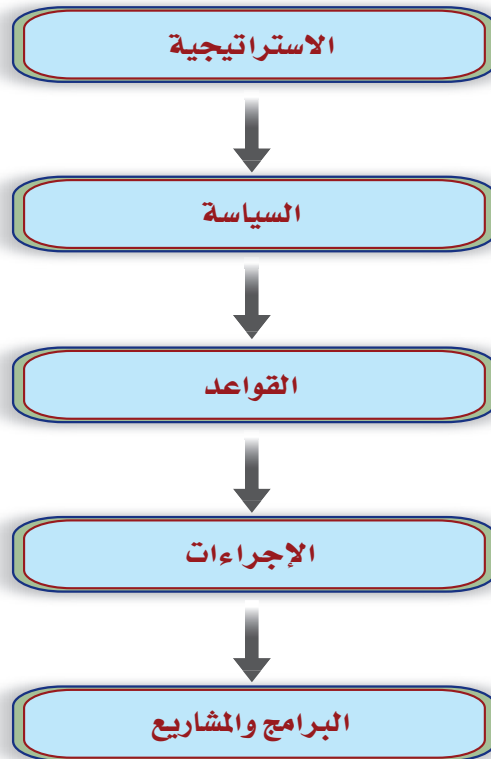 الاستراتيجية
السياسة
القواعد
الإجراءات
البرامج والمشاريع